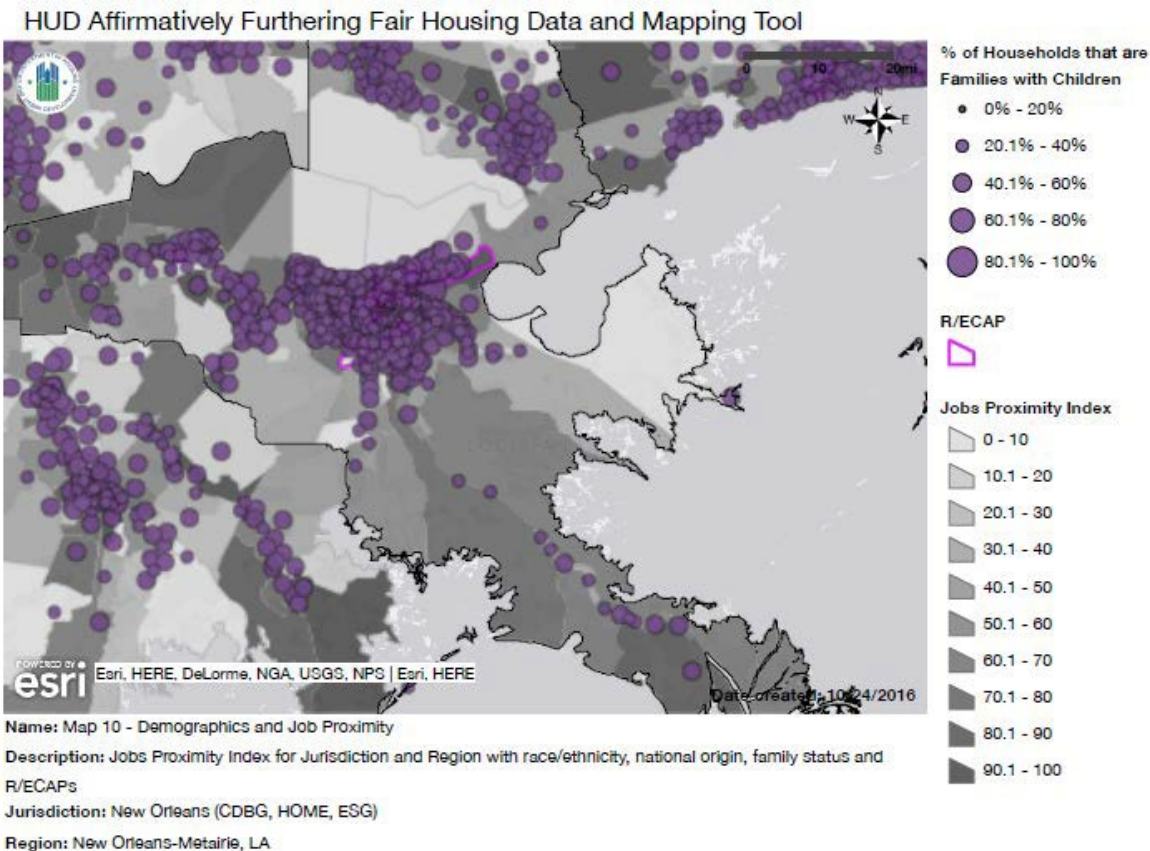 HUD Affirmatively Furthering Fair Housing Data and Mapping Tool
0 10 20mi
N
W E
S
% of Households that are
Families with Children
0% - 20%
20.1% - 40%
40.1% - 60%
60.1% - 80%
80.1% - 100%
R/ECAP
Jobs Proximity Index
0 - 10
10.1 - 20
20.1 - 30
30.1 - 40
40.1 - 50
50.1 - 60
60.1 - 70
70.1 - 80
80.1 - 90
90.1 - 100
POWERED BY
esri
Esri, HERE, DeLorme, NGA, USGS, NPS | Esri, HERE
Date created: 10/24/2016
Name: Map 10 - Demographics and Job Proximity
Description: Jobs Proximity Index for Jurisdiction and Region with race/ethnicity, national origin, family status and
R/ECAPs
Jurisdiction: New Orleans (CDBG, HOME, ESG)
Region: New Orleans-Metairie, LA